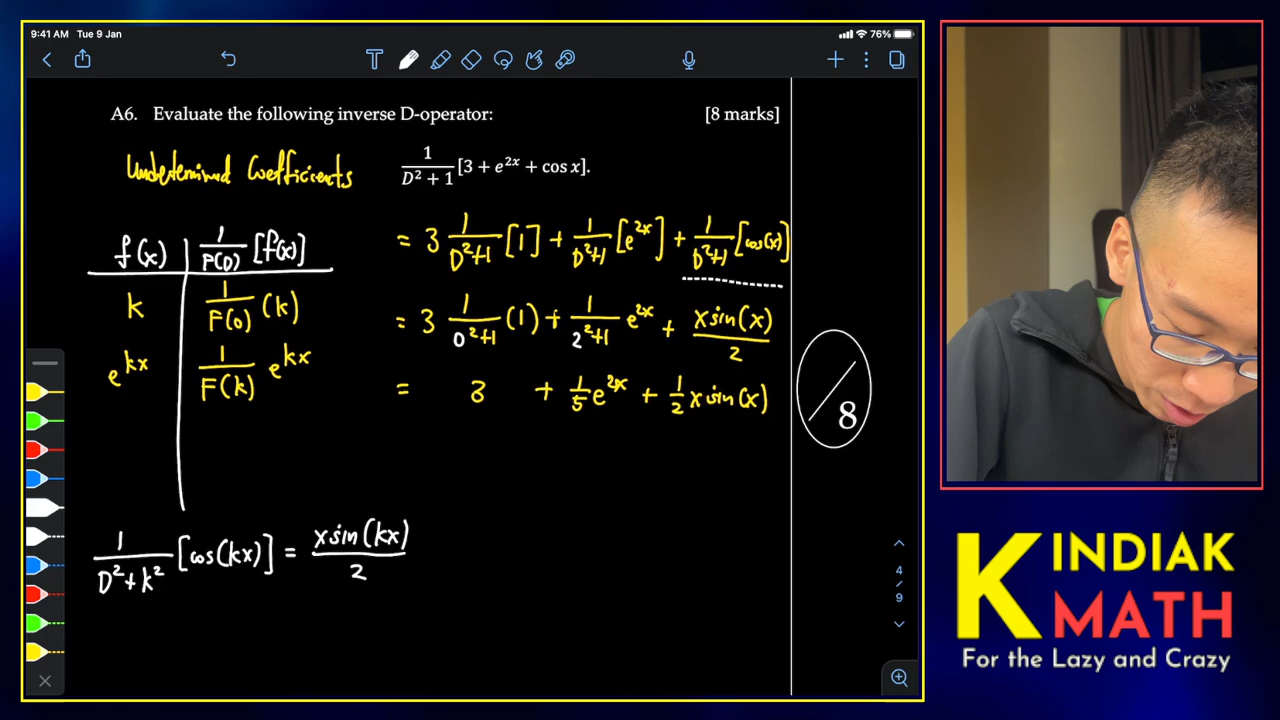 9:41 AM Tue 9 Jan 76%
A6. Evaluate the following inverse D-operator: [8 marks]
Undetermined Coefficients
1/(D² + 1) [3 + e^{2x} + cos x].
f(x) | 1/F(D) [f(x)]
k | 1/F(0) (k)
e^{kx} | 1/F(k) e^{kx}
= 3 1/(D²+1) [1] + 1/(D²+1) [e^{2x}] + 1/(D²+1) [cos(x)]
= 3 1/(0²+1) (1) + 1/(2²+1) e^{2x} + xsin(x)/2
= 3 + 1/5 e^{2x} + 1/2 xsin(x)
/ 8
1/(D²+k²) [cos(kx)] = xsin(kx)/2
4
/
9
KINDIAK
MATH
For the Lazy and Crazy